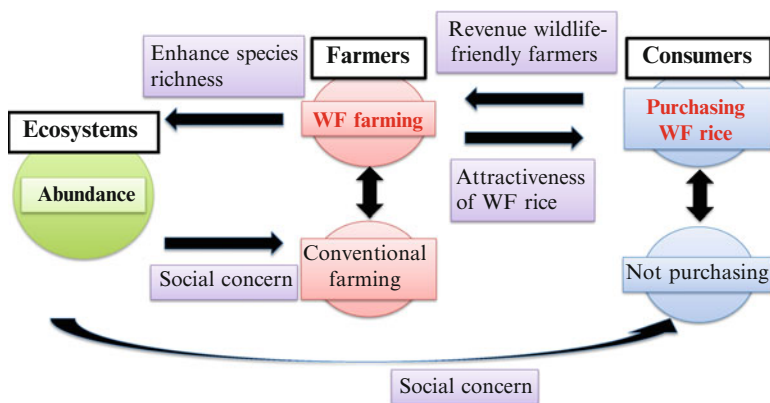 Enhance species
richness
Farmers
Revenue wildlife-
friendly farmers
Consumers
Ecosystems
WF farming
Purchasing
WF rice
Abundance
Attractiveness
of WF rice
Social concern
Conventional
farming
Not purchasing
Social concern